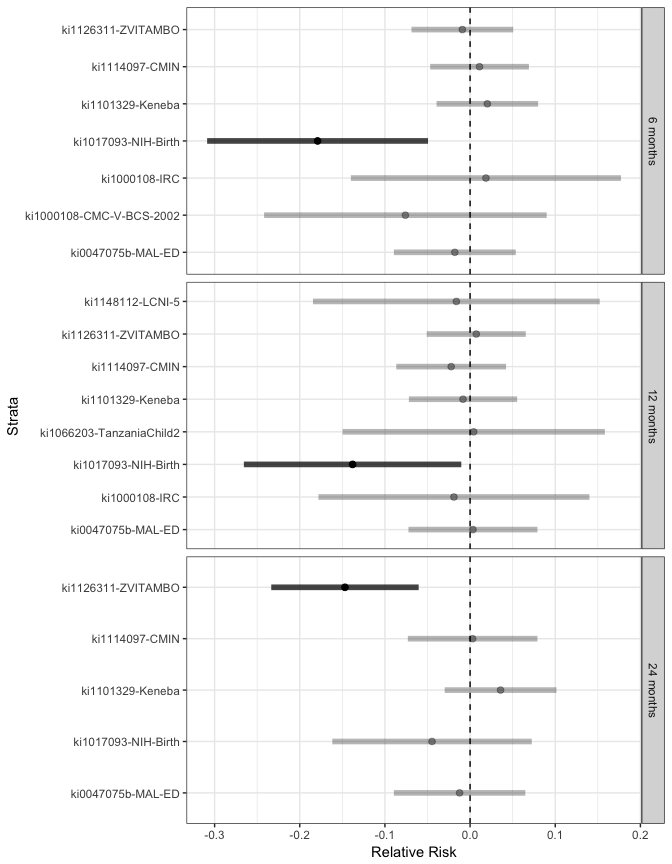 ki1126311-ZVITAMBO
ki1114097-CMIN
ki1101329-Keneba
ki1017093-NIH-Birth
ki1000108-IRC
ki1000108-CMC-V-BCS-2002
ki0047075b-MAL-ED
6 months
ki1148112-LCNI-5
ki1126311-ZVITAMBO
ki1114097-CMIN
ki1101329-Keneba
ki1066203-TanzaniaChild2
ki1017093-NIH-Birth
ki1000108-IRC
ki0047075b-MAL-ED
12 months
ki1126311-ZVITAMBO
ki1114097-CMIN
ki1101329-Keneba
ki1017093-NIH-Birth
ki0047075b-MAL-ED
24 months
Strata
-0.3 -0.2 -0.1 0.0 0.1 0.2
Relative Risk